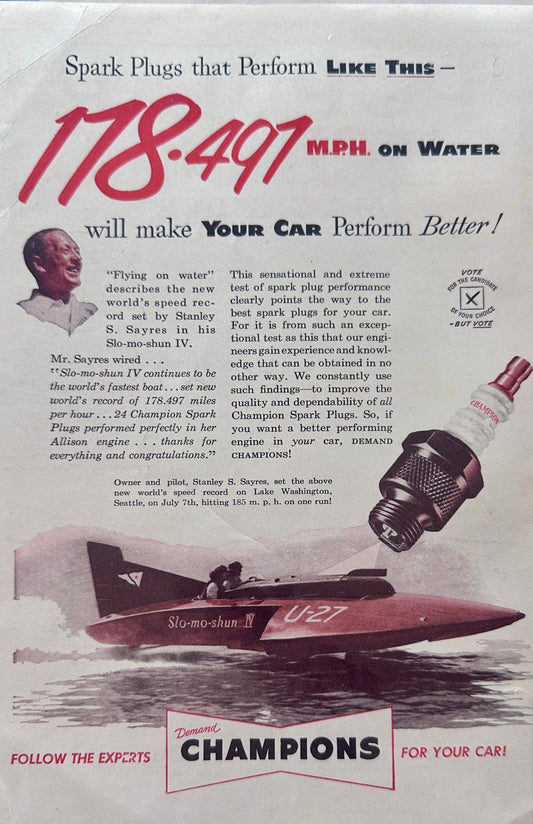 Spark Plugs that Perform LIKE THIS —
178.497 M.P.H. ON WATER
will make YOUR CAR Perform Better!
"Flying on water"
describes the new
world's speed rec-
ord set by Stanley
S. Sayres in his
Slo-mo-shun IV.
Mr. Sayres wired . . .
"Slo-mo-shun IV continues to be
the world's fastest boat . . . set new
world's record of 178.497 miles
per hour . . . 24 Champion Spark
Plugs performed perfectly in her
Allison engine . . . thanks for
everything and congratulations."
This sensational and extreme
test of spark plug performance
clearly points the way to the
best spark plugs for your car.
For it is from such an excep-
tional test as this that our engi-
neers gain experience and knowl-
edge that can be obtained in no
other way. We constantly use
such findings—to improve the
quality and dependability of all
Champion Spark Plugs. So, if
you want a better performing
engine in your car, DEMAND
CHAMPIONS!
VOTE
FOR THE CANDIDATE
OF YOUR CHOICE
- BUT VOTE
CHAMPION
Owner and pilot, Stanley S. Sayres, set the above
new world's speed record on Lake Washington,
Seattle, on July 7th, hitting 185 m. p. h. on one run!
Slo-mo-shun IV
U-27
FOLLOW THE EXPERTS
Demand
CHAMPIONS
FOR YOUR CAR!